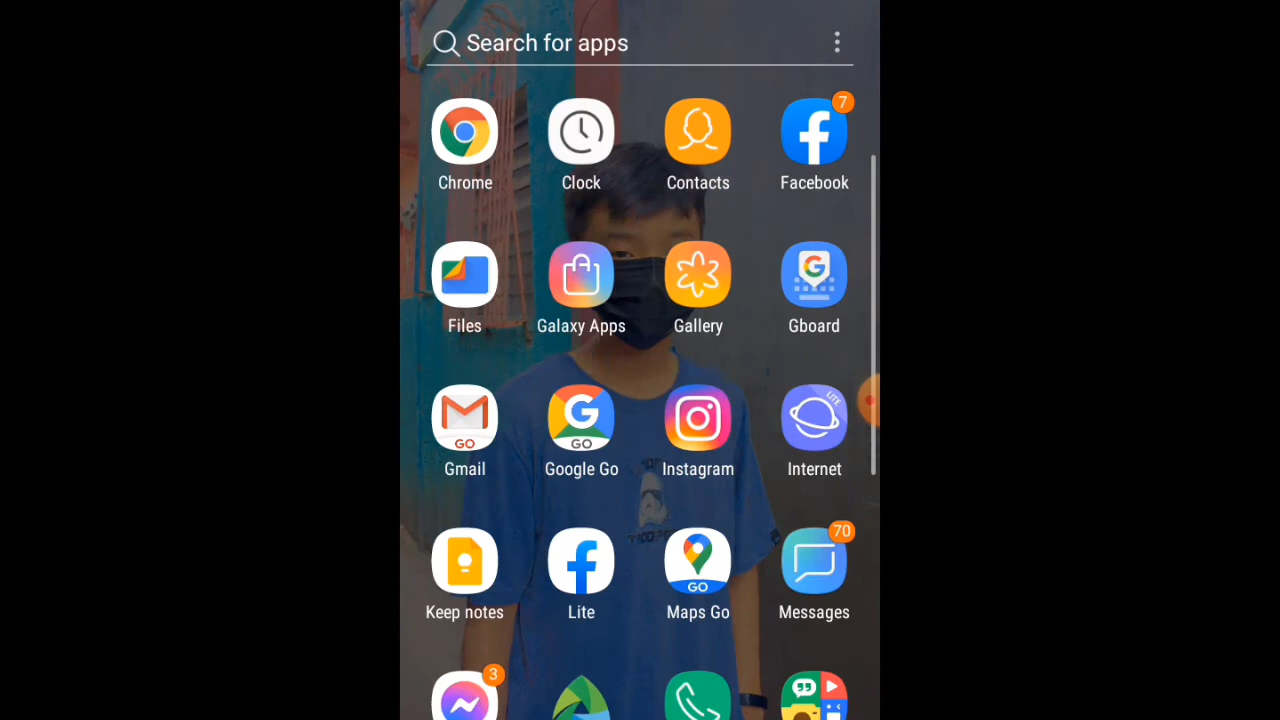 Search for apps
7
Chrome Clock Contacts Facebook
G
Files Galaxy Apps Gallery Gboard
GO G GO LITE
Gmail Google Go Instagram Internet
GO 70
Keep notes Lite Maps Go Messages
3